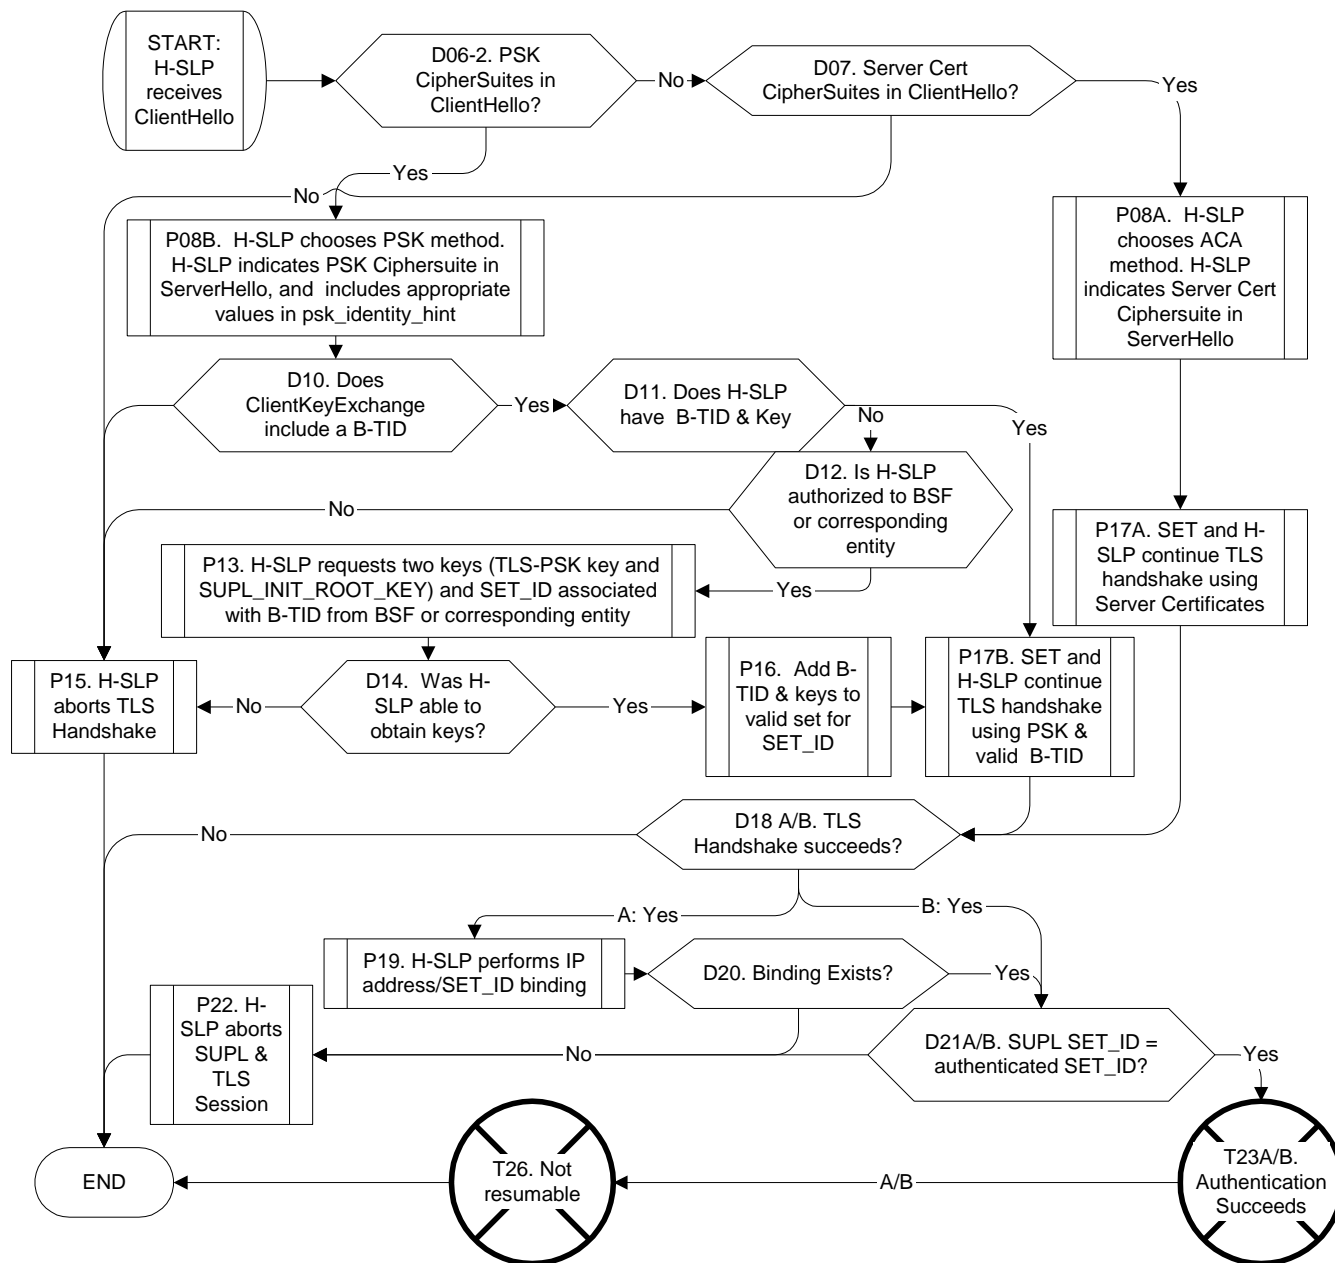 START:
H-SLP
receives
ClientHello
D06-2. PSK
CipherSuites in
ClientHello?
No
D07. Server Cert
CipherSuites in ClientHello?
Yes
Yes
No
P08B.  H-SLP chooses PSK method.
H-SLP indicates PSK Ciphersuite in
ServerHello, and  includes appropriate
values in psk_identity_hint
P08A.  H-SLP
chooses ACA
method. H-SLP
indicates Server Cert
Ciphersuite in
ServerHello
D10. Does
ClientKeyExchange
include a B-TID
Yes
D11. Does H-SLP
have  B-TID & Key
No
Yes
D12. Is H-SLP
authorized to BSF
or corresponding
entity
No
Yes
P17A. SET and H-
SLP continue TLS
handshake using
Server Certificates
P13. H-SLP requests two keys (TLS-PSK key and
SUPL_INIT_ROOT_KEY) and SET_ID associated
with B-TID from BSF or corresponding entity
P15. H-SLP
aborts TLS
Handshake
No
D14.  Was H-
SLP able to
obtain keys?
Yes
P16.  Add B-
TID & keys to
valid set for
SET_ID
P17B. SET and
H-SLP continue
TLS handshake
using PSK &
valid  B-TID
No
D18 A/B. TLS
Handshake succeeds?
A: Yes
B: Yes
P19. H-SLP performs IP
address/SET_ID binding
D20. Binding Exists?
Yes
P22. H-
SLP aborts
SUPL &
TLS
Session
No
D21A/B. SUPL SET_ID =
authenticated SET_ID?
Yes
END
T26. Not
resumable
A/B
T23A/B.
Authentication
Succeeds